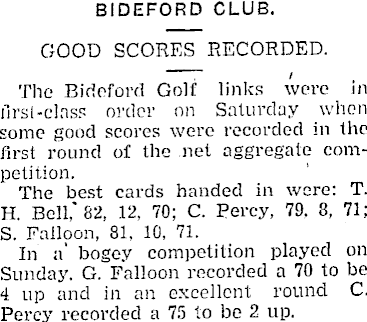 BIDEFORD CLUB.
GOOD SCORES RECORDED.
The Bideford Golf links were in
first-class order on Saturday when
some good scores were recorded in the
first round of the net aggregate com-
petition.
The best cards handed in were: T.
H. Bell, 82, 12, 70; C. Percy, 79, 8, 71;
S. Falloon, 81, 10, 71.
In a bogey competition played on
Sunday, G. Falloon recorded a 70 to be
4 up and in an excellent round C.
Percy recorded a 75 to be 2 up.